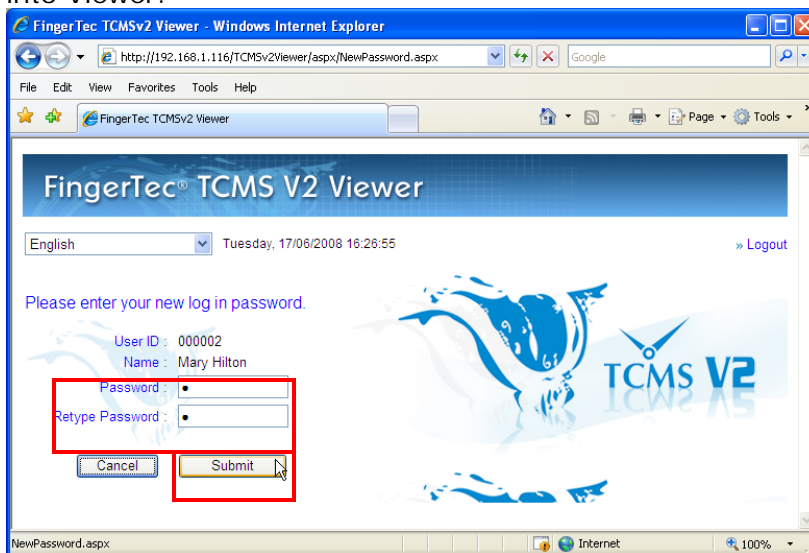 into Viewer.
FingerTec TCMSv2 Viewer - Windows Internet Explorer
http://192.168.1.116/TCMSv2Viewer/aspx/NewPassword.aspx
Google
File Edit View Favorites Tools Help
FingerTec TCMSv2 Viewer
Page Tools
FingerTec® TCMS V2 Viewer
English Tuesday, 17/06/2008 16:26:55 » Logout
Please enter your new log in password.
User ID : 000002
Name : Mary Hilton
Password : •
Retype Password : •
TCMS V2
Cancel Submit
NewPassword.aspx Internet 100%